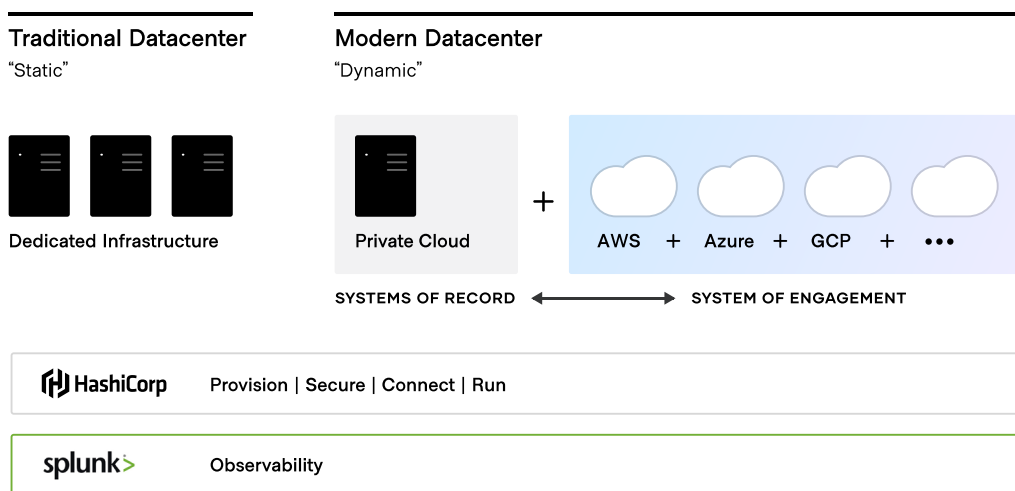 Traditional Datacenter
“Static”
Dedicated Infrastructure
Modern Datacenter
“Dynamic”
Private Cloud
+
AWS + Azure + GCP + •••
SYSTEMS OF RECORD
SYSTEM OF ENGAGEMENT
HashiCorp
Provision | Secure | Connect | Run
splunk>
Observability